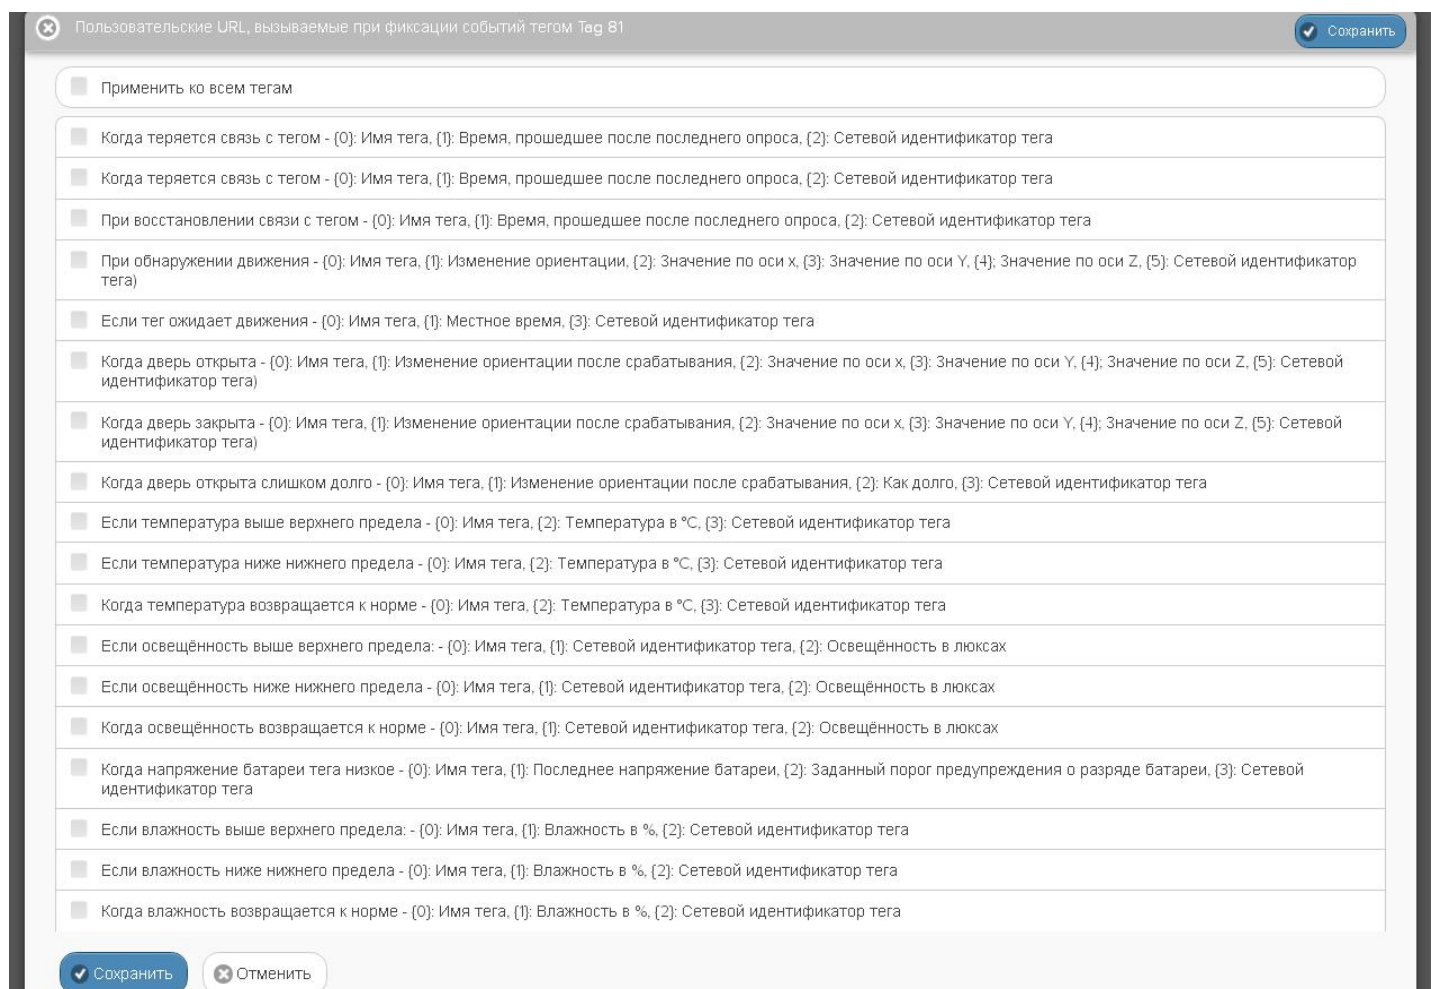 Пользовательские URL, вызываемые при фиксации событий тегом Tag 81
Сохранить
Применить ко всем тегам
Когда теряется связь с тегом - {0}: Имя тега, {1}: Время, прошедшее после последнего опроса, {2}: Сетевой идентификатор тега
Когда теряется связь с тегом - {0}: Имя тега, {1}: Время, прошедшее после последнего опроса, {2}: Сетевой идентификатор тега
При восстановлении связи с тегом - {0}: Имя тега, {1}: Время, прошедшее после последнего опроса, {2}: Сетевой идентификатор тега
При обнаружении движения - {0}: Имя тега, {1}: Изменение ориентации, {2}: Значение по оси x, {3}: Значение по оси Y, {4}; Значение по оси Z, {5}: Сетевой идентификатор
тега)
Если тег ожидает движения - {0}: Имя тега, {1}: Местное время, {3}: Сетевой идентификатор тега
Когда дверь открыта - {0}: Имя тега, {1}: Изменение ориентации после срабатывания, {2}: Значение по оси x, {3}: Значение по оси Y, {4}; Значение по оси Z, {5}: Сетевой
идентификатор тега)
Когда дверь закрыта - {0}: Имя тега, {1}: Изменение ориентации после срабатывания, {2}: Значение по оси x, {3}: Значение по оси Y, {4}; Значение по оси Z, {5}: Сетевой
идентификатор тега)
Когда дверь открыта слишком долго - {0}: Имя тега, {1}: Изменение ориентации после срабатывания, {2}: Как долго, {3}: Сетевой идентификатор тега
Если температура выше верхнего предела - {0}: Имя тега, {2}: Температура в °C, {3}: Сетевой идентификатор тега
Если температура ниже нижнего предела - {0}: Имя тега, {2}: Температура в °C, {3}: Сетевой идентификатор тега
Когда температура возвращается к норме - {0}: Имя тега, {2}: Температура в °C, {3}: Сетевой идентификатор тега
Если освещённость выше верхнего предела: - {0}: Имя тега, {1}: Сетевой идентификатор тега, {2}: Освещённость в люксах
Если освещённость ниже нижнего предела - {0}: Имя тега, {1}: Сетевой идентификатор тега, {2}: Освещённость в люксах
Когда освещённость возвращается к норме - {0}: Имя тега, {1}: Сетевой идентификатор тега, {2}: Освещённость в люксах
Когда напряжение батареи тега низкое - {0}: Имя тега, {1}: Последнее напряжение батареи, {2}: Заданный порог предупреждения о разряде батареи, {3}: Сетевой
идентификатор тега
Если влажность выше верхнего предела: - {0}: Имя тега, {1}: Влажность в %, {2}: Сетевой идентификатор тега
Если влажность ниже нижнего предела - {0}: Имя тега, {1}: Влажность в %, {2}: Сетевой идентификатор тега
Когда влажность возвращается к норме - {0}: Имя тега, {1}: Влажность в %, {2}: Сетевой идентификатор тега
Сохранить
Отменить